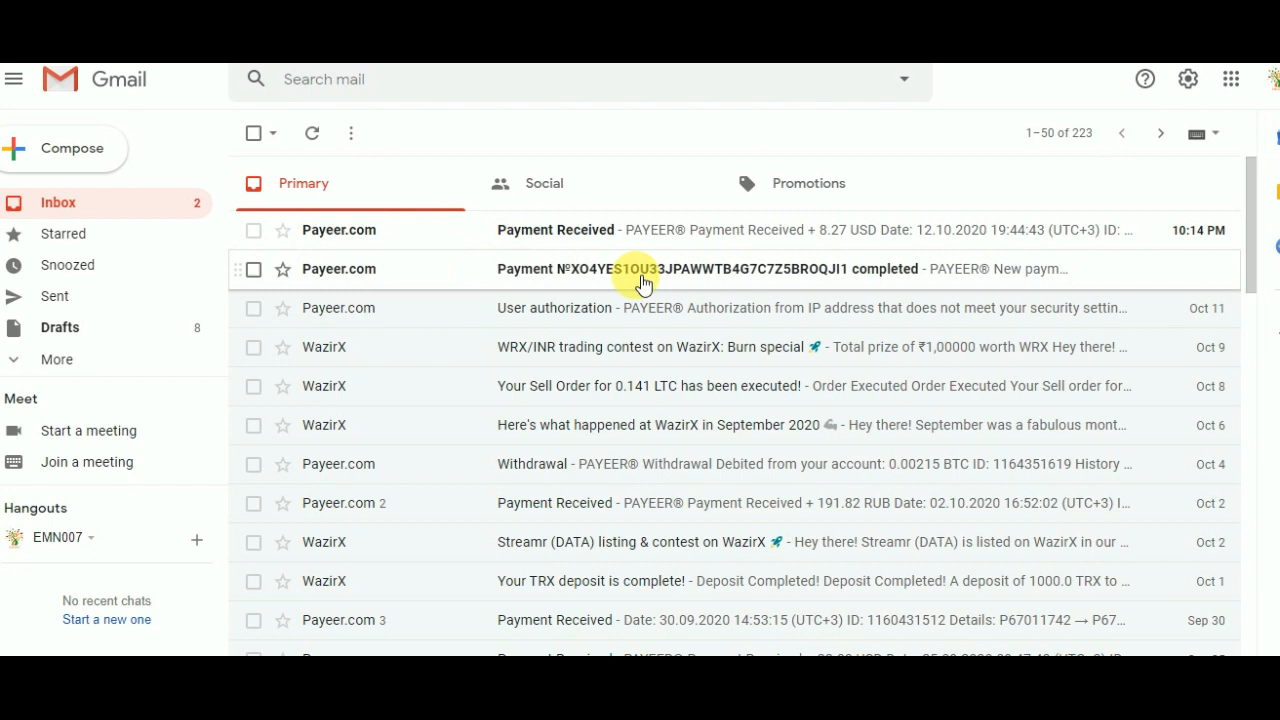 Gmail
Search mail
Compose
1–50 of 223
Inbox 2
Starred
Snoozed
Sent
Drafts 8
More
Meet
Start a meeting
Join a meeting
Hangouts
EMN007
No recent chats
Start a new one
Primary Social Promotions
Payeer.com Payment Received - PAYEER® Payment Received + 8.27 USD Date: 12.10.2020 19:44:43 (UTC+3) ID: ... 10:14 PM
Payeer.com Payment №XO4YES1OU33JPAWWTB4G7C7Z5BROQJI1 completed - PAYEER® New paym...
Payeer.com User authorization - PAYEER® Authorization from IP address that does not meet your security settin... Oct 11
WazirX WRX/INR trading contest on WazirX: Burn special 🚀 - Total prize of ₹1,00000 worth WRX Hey there! ... Oct 9
WazirX Your Sell Order for 0.141 LTC has been executed! - Order Executed Order Executed Your Sell order for... Oct 8
WazirX Here's what happened at WazirX in September 2020 💪 - Hey there! September was a fabulous mont... Oct 6
Payeer.com Withdrawal - PAYEER® Withdrawal Debited from your account: 0.00215 BTC ID: 1164351619 History ... Oct 4
Payeer.com 2 Payment Received - PAYEER® Payment Received + 191.82 RUB Date: 02.10.2020 16:52:02 (UTC+3) I... Oct 2
WazirX Streamr (DATA) listing & contest on WazirX 🚀 - Hey there! Streamr (DATA) is listed on WazirX in our ... Oct 2
WazirX Your TRX deposit is complete! - Deposit Completed! Deposit Completed! A deposit of 1000.0 TRX to ... Oct 1
Payeer.com 3 Payment Received - Date: 30.09.2020 14:53:15 (UTC+3) ID: 1160431512 Details: P67011742 → P67... Sep 30